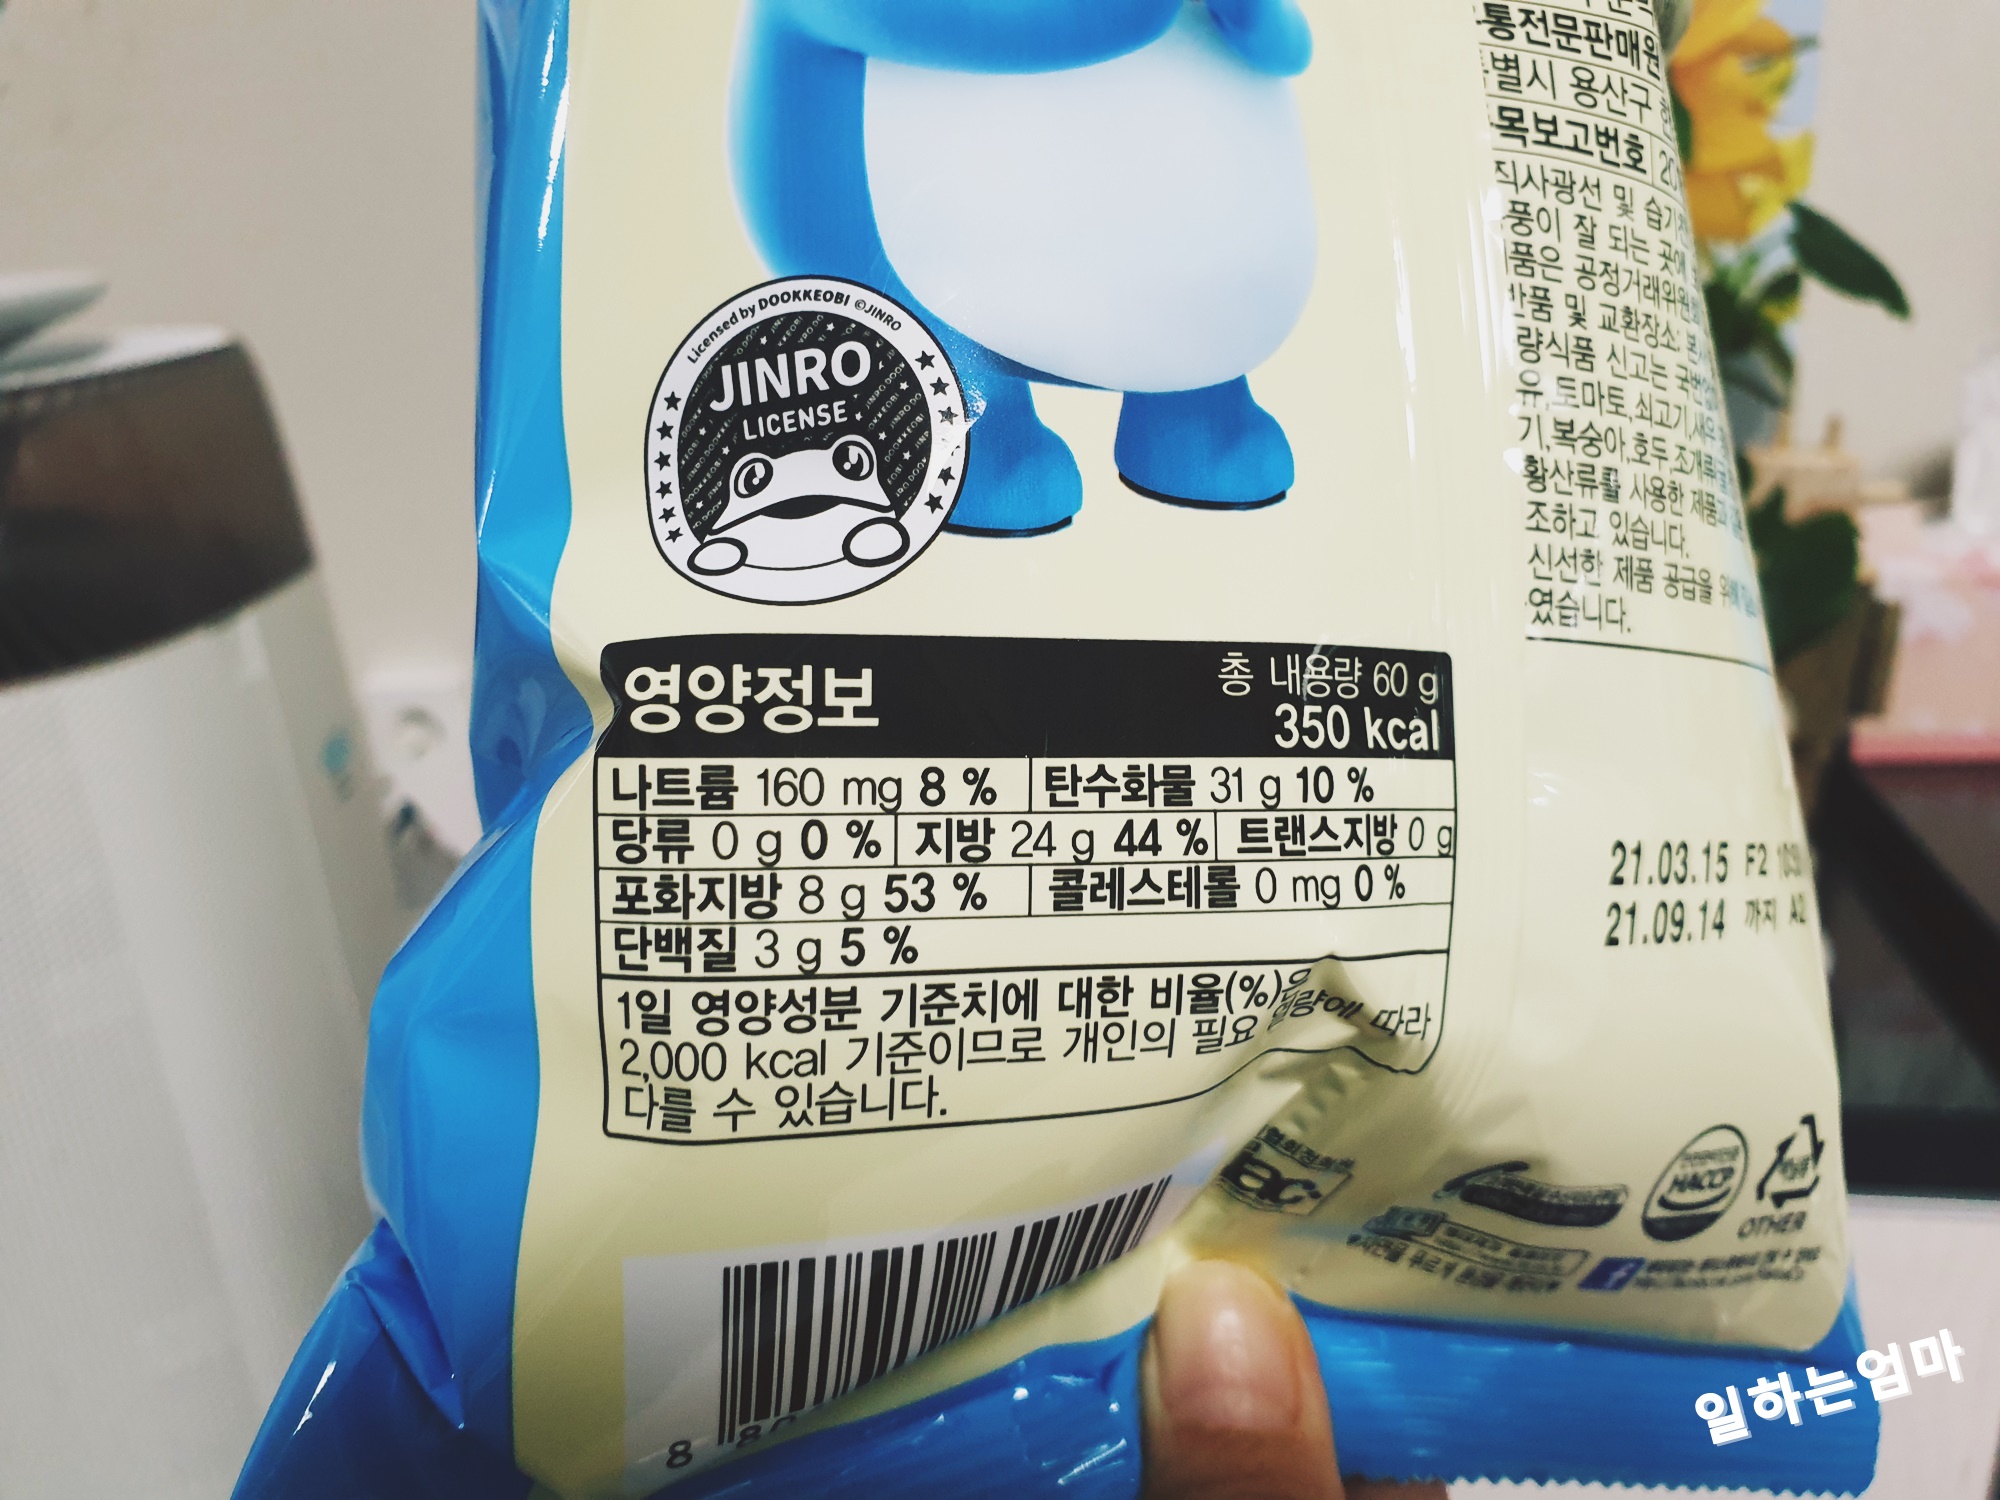 통전문판매원
별시 용산구
목보고번호
직사광선 및 습기
풍이 잘 되는 곳에
품은 공정거래위원
반품 및 교환장소
량식품 신고는
유,토마토,쇠고기,새우
기,복숭아,호두,조개류
황산류를 사용한 제품
조하고 있습니다.
신선한 제품 공급을
였습니다.
Licensed by DOOKKEOBI ©JINRO
JINRO
LICENSE
영양정보
총 내용량 60 g
350 kcal
나트륨 160 mg 8 % 탄수화물 31 g 10 %
당류 0 g 0 % 지방 24 g 44 % 트랜스지방 0 g
포화지방 8 g 53 % 콜레스테롤 0 mg 0 %
단백질 3 g 5 %
1일 영양성분 기준치에 대한 비율(%)은
2,000 kcal 기준이므로 개인의 필요 열량에 따라
다를 수 있습니다.
21.03.15 F2
21.09.14 까지 A2
HACCP
OTHER
8
일하는엄마